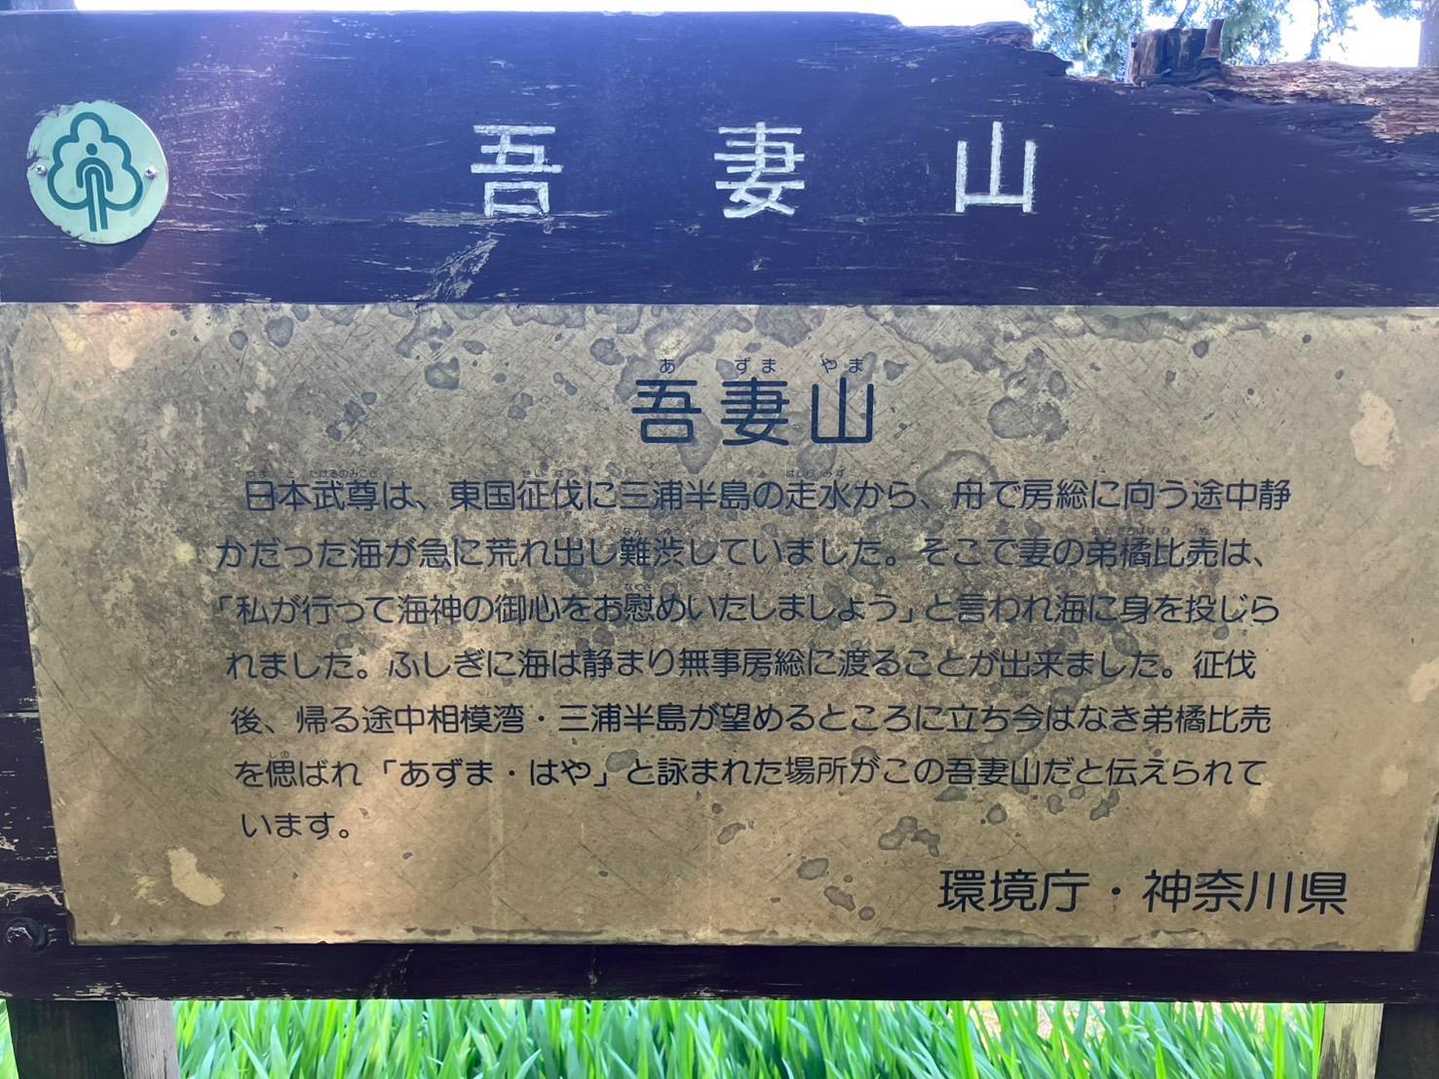 吾妻山
あ ずま やま
吾妻山
日本武尊は、東国征伐に三浦半島の走水から、舟で房総に向う途中静
かだった海が急に荒れ出し難渋していました。そこで妻の弟橘比売は、
「私が行って海神の御心をお慰めいたしましょう」と言われ海に身を投じら
れました。ふしぎに海は静まり無事房総に渡ることが出来ました。征伐
後、帰る途中相模湾・三浦半島が望めるところに立ち今はなき弟橘比売
を偲ばれ「あずま・はや」と詠まれた場所がこの吾妻山だと伝えられて
います。
環境庁・神奈川県